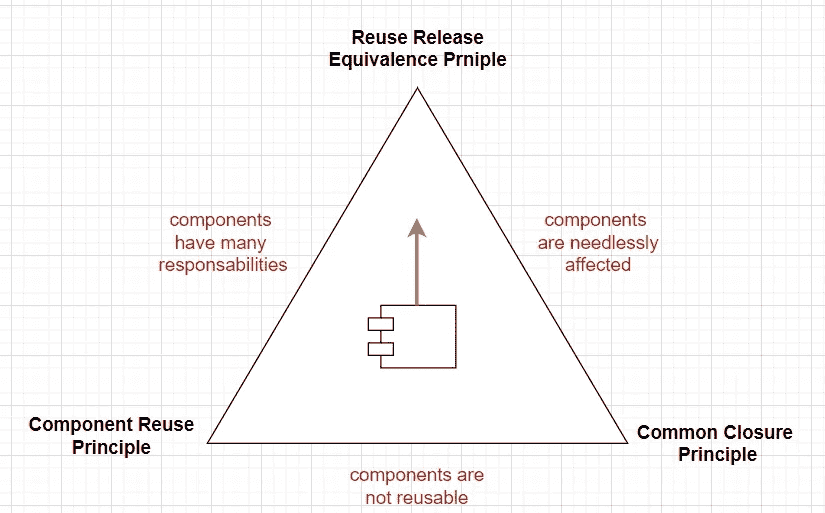 Reuse Release
Equivalence Prniple
components
have many
responsabilities
components
are needlessly
affected
Component Reuse
Principle
Common Closure
Principle
components are
not reusable